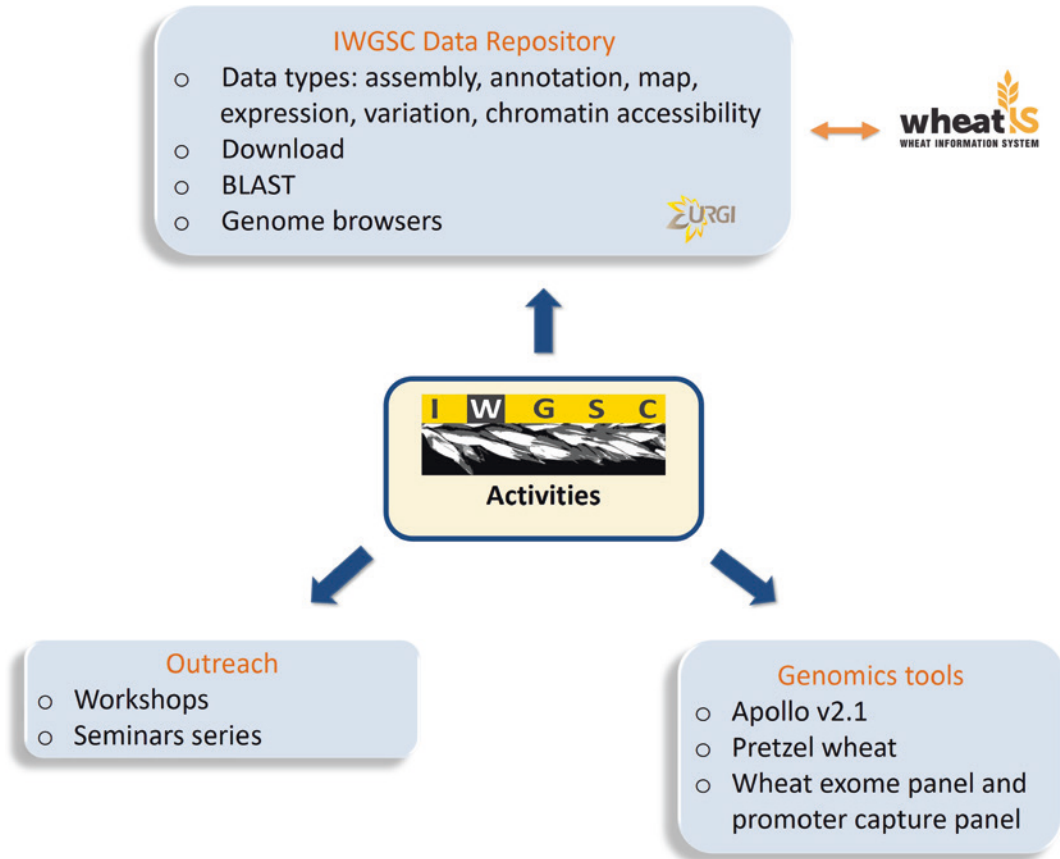 IWGSC Data Repository
o Data types: assembly, annotation, map,
expression, variation, chromatin accessibility
o Download
o BLAST
o Genome browsers
URGI
wheatIS
WHEAT INFORMATION SYSTEM
I W G S C
Activities
Outreach
o Workshops
o Seminars series
Genomics tools
o Apollo v2.1
o Pretzel wheat
o Wheat exome panel and
promoter capture panel